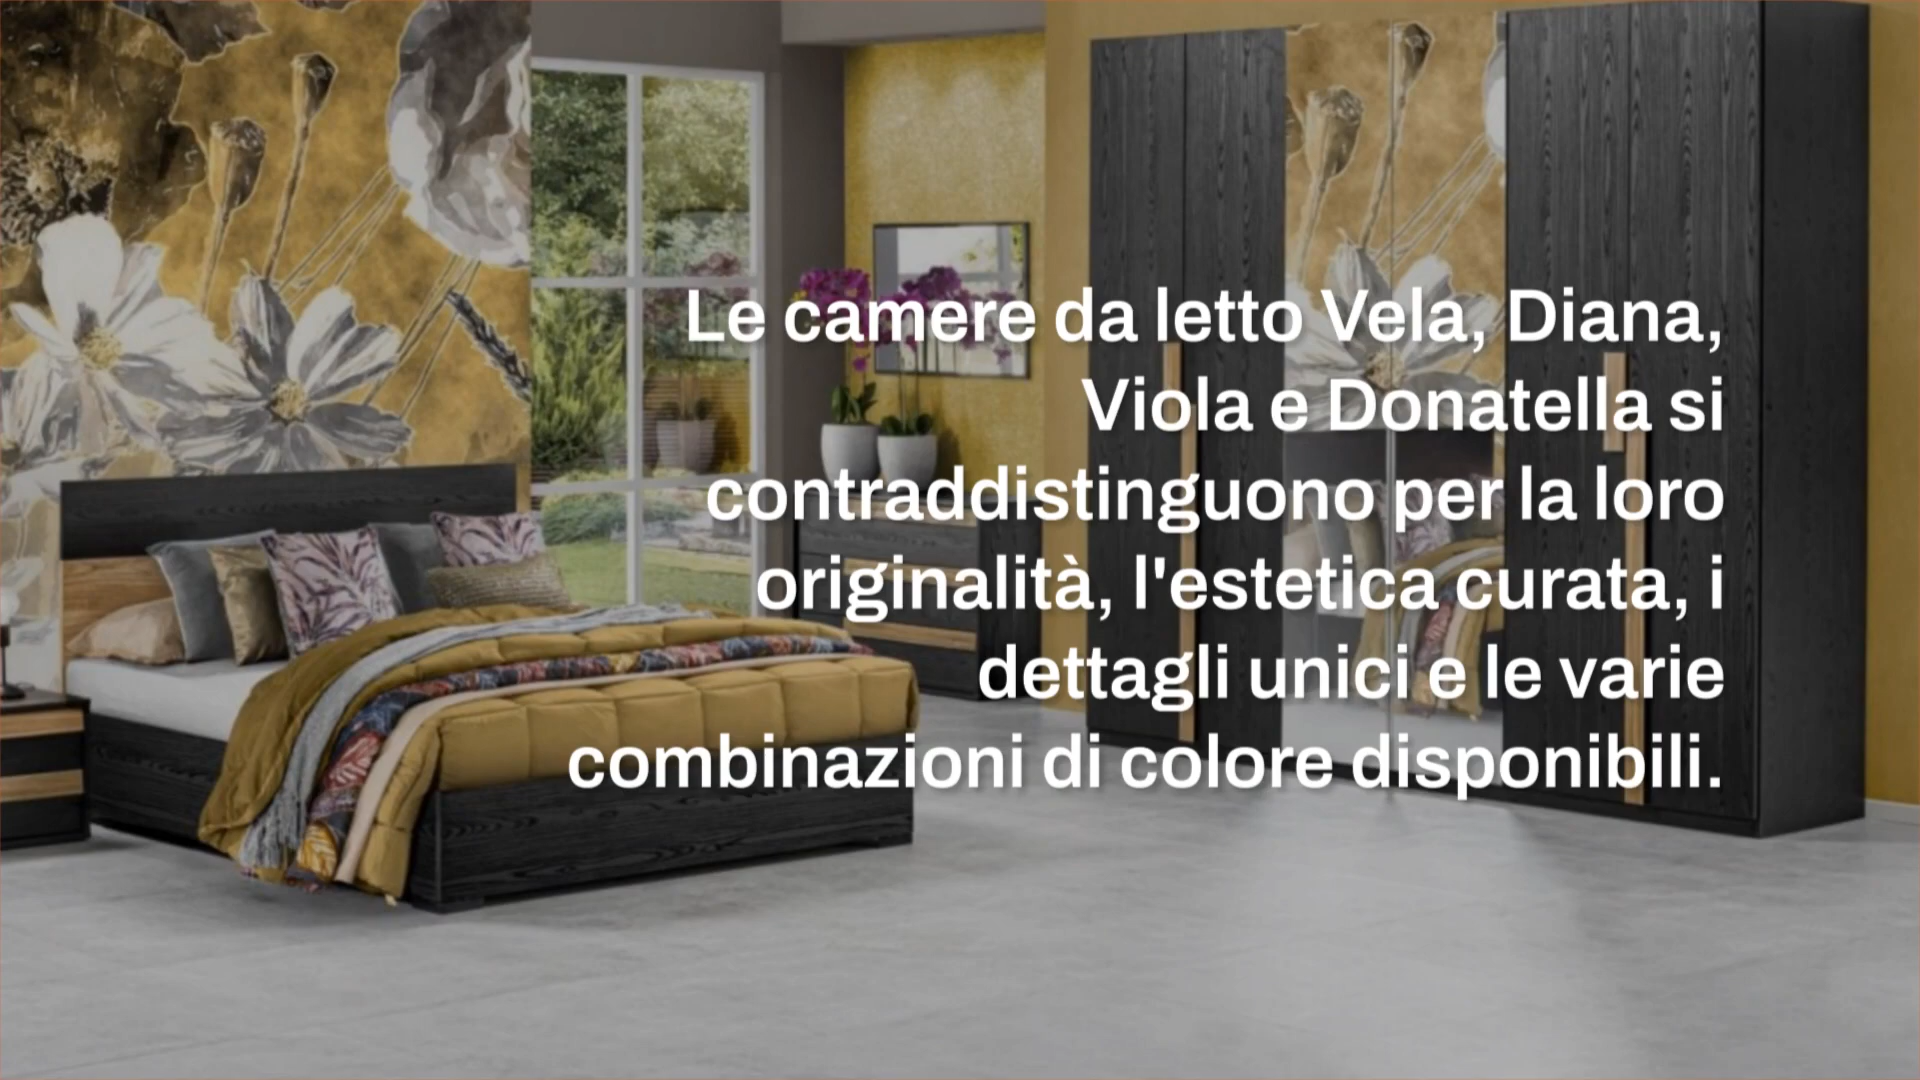 Le camere da letto Vela, Diana,
Viola e Donatella si
contraddistinguono per la loro
originalità, l'estetica curata, i
dettagli unici e le varie
combinazioni di colore disponibili.